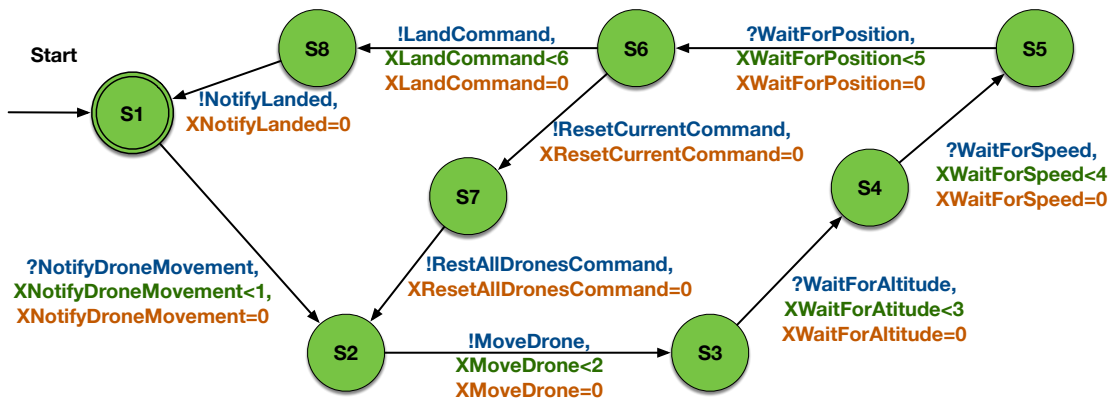 Start
S8
!LandCommand,
XLandCommand<6
XLandCommand=0
S6
?WaitForPosition,
XWaitForPosition<5
XWaitForPosition=0
S5
S1
!NotifyLanded,
XNotifyLanded=0
!ResetCurrentCommand,
XResetCurrentCommand=0
S7
S4
?WaitForSpeed,
XWaitForSpeed<4
XWaitForSpeed=0
?NotifyDroneMovement,
XNotifyDroneMovement<1,
XNotifyDroneMovement=0
!RestAllDronesCommand,
XResetAllDronesCommand=0
?WaitForAltitude,
XWaitForAtitude<3
XWaitForAltitude=0
S2
!MoveDrone,
XMoveDrone<2
XMoveDrone=0
S3